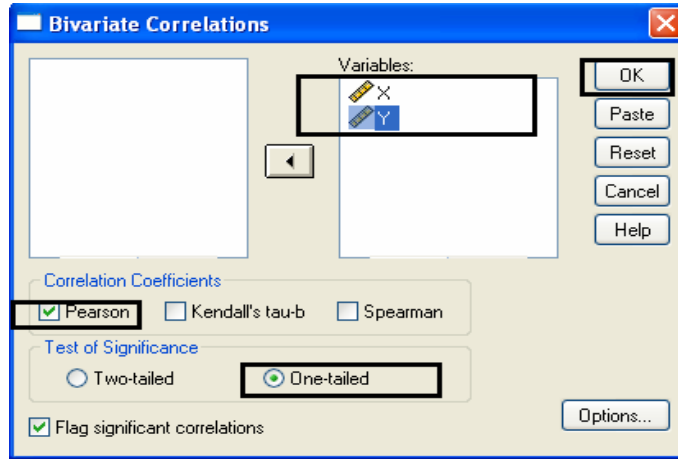 Bivariate Correlations
Variables:
X
Y
OK
Paste
Reset
Cancel
Help
Correlation Coefficients
Pearson Kendall's tau-b Spearman
Test of Significance
Two-tailed One-tailed
Flag significant correlations
Options...